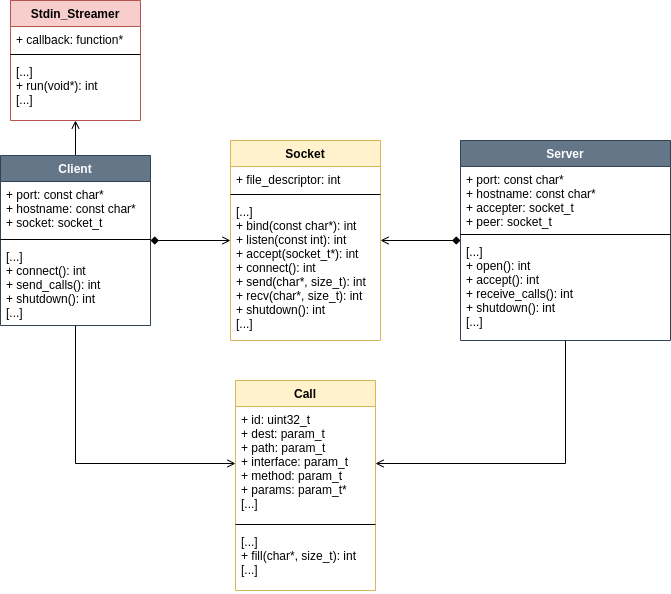 Stdin_Streamer
+ callback: function*
[...]
+ run(void*): int
[...]
Client
+ port: const char*
+ hostname: const char*
+ socket: socket_t
[...]
+ connect(): int
+ send_calls(): int
+ shutdown(): int
[...]
Socket
+ file_descriptor: int
[...]
+ bind(const char*): int
+ listen(const int): int
+ accept(socket_t*): int
+ connect(): int
+ send(char*, size_t): int
+ recv(char*, size_t): int
+ shutdown(): int
[...]
Server
+ port: const char*
+ hostname: const char*
+ accepter: socket_t
+ peer: socket_t
[...]
+ open(): int
+ accept(): int
+ receive_calls(): int
+ shutdown(): int
[...]
Call
+ id: uint32_t
+ dest: param_t
+ path: param_t
+ interface: param_t
+ method: param_t
+ params: param_t*
[...]
[...]
+ fill(char*, size_t): int
[...]